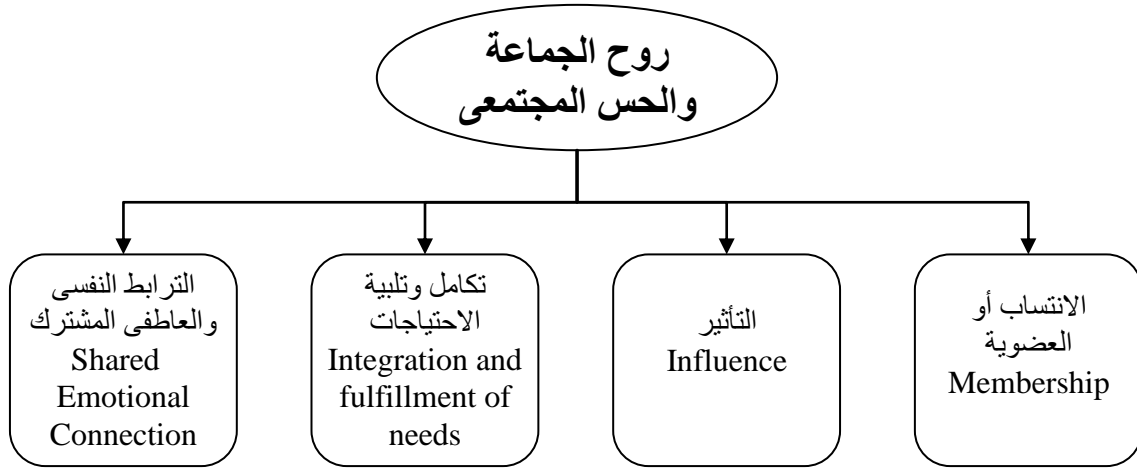 روح الجماعة
والحس المجتمعى
الانتساب أو
العضوية
Membership
التأثير
Influence
تكامل وتلبية
الاحتياجات
Integration and
fulfillment of
needs
الترابط النفسى
والعاطفى المشترك
Shared
Emotional
Connection